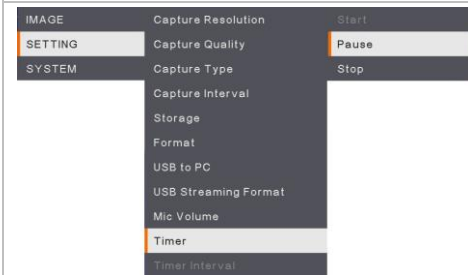 IMAGE
SETTING
SYSTEM
Capture Resolution
Capture Quality
Capture Type
Capture Interval
Storage
Format
USB to PC
USB Streaming Format
Mic Volume
Timer
Timer Interval
Start
Pause
Stop